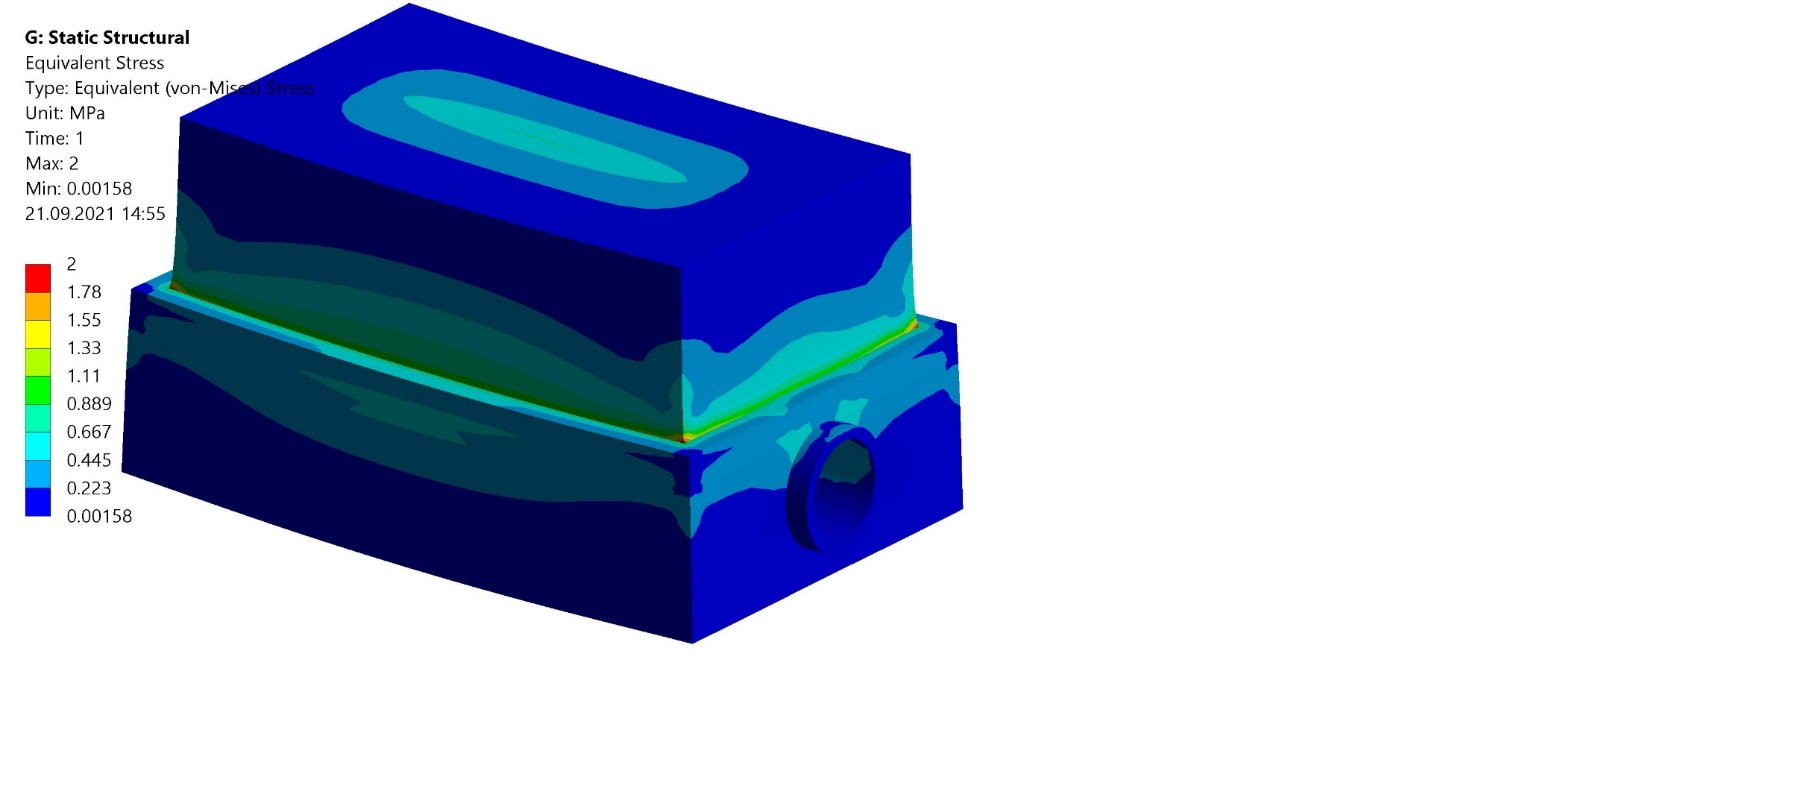 G: Static Structural
Equivalent Stress
Type: Equivalent (von-Mises) Stress
Unit: MPa
Time: 1
Max: 2
Min: 0.00158
21.09.2021 14:55
2
1.78
1.55
1.33
1.11
0.889
0.667
0.445
0.223
0.00158